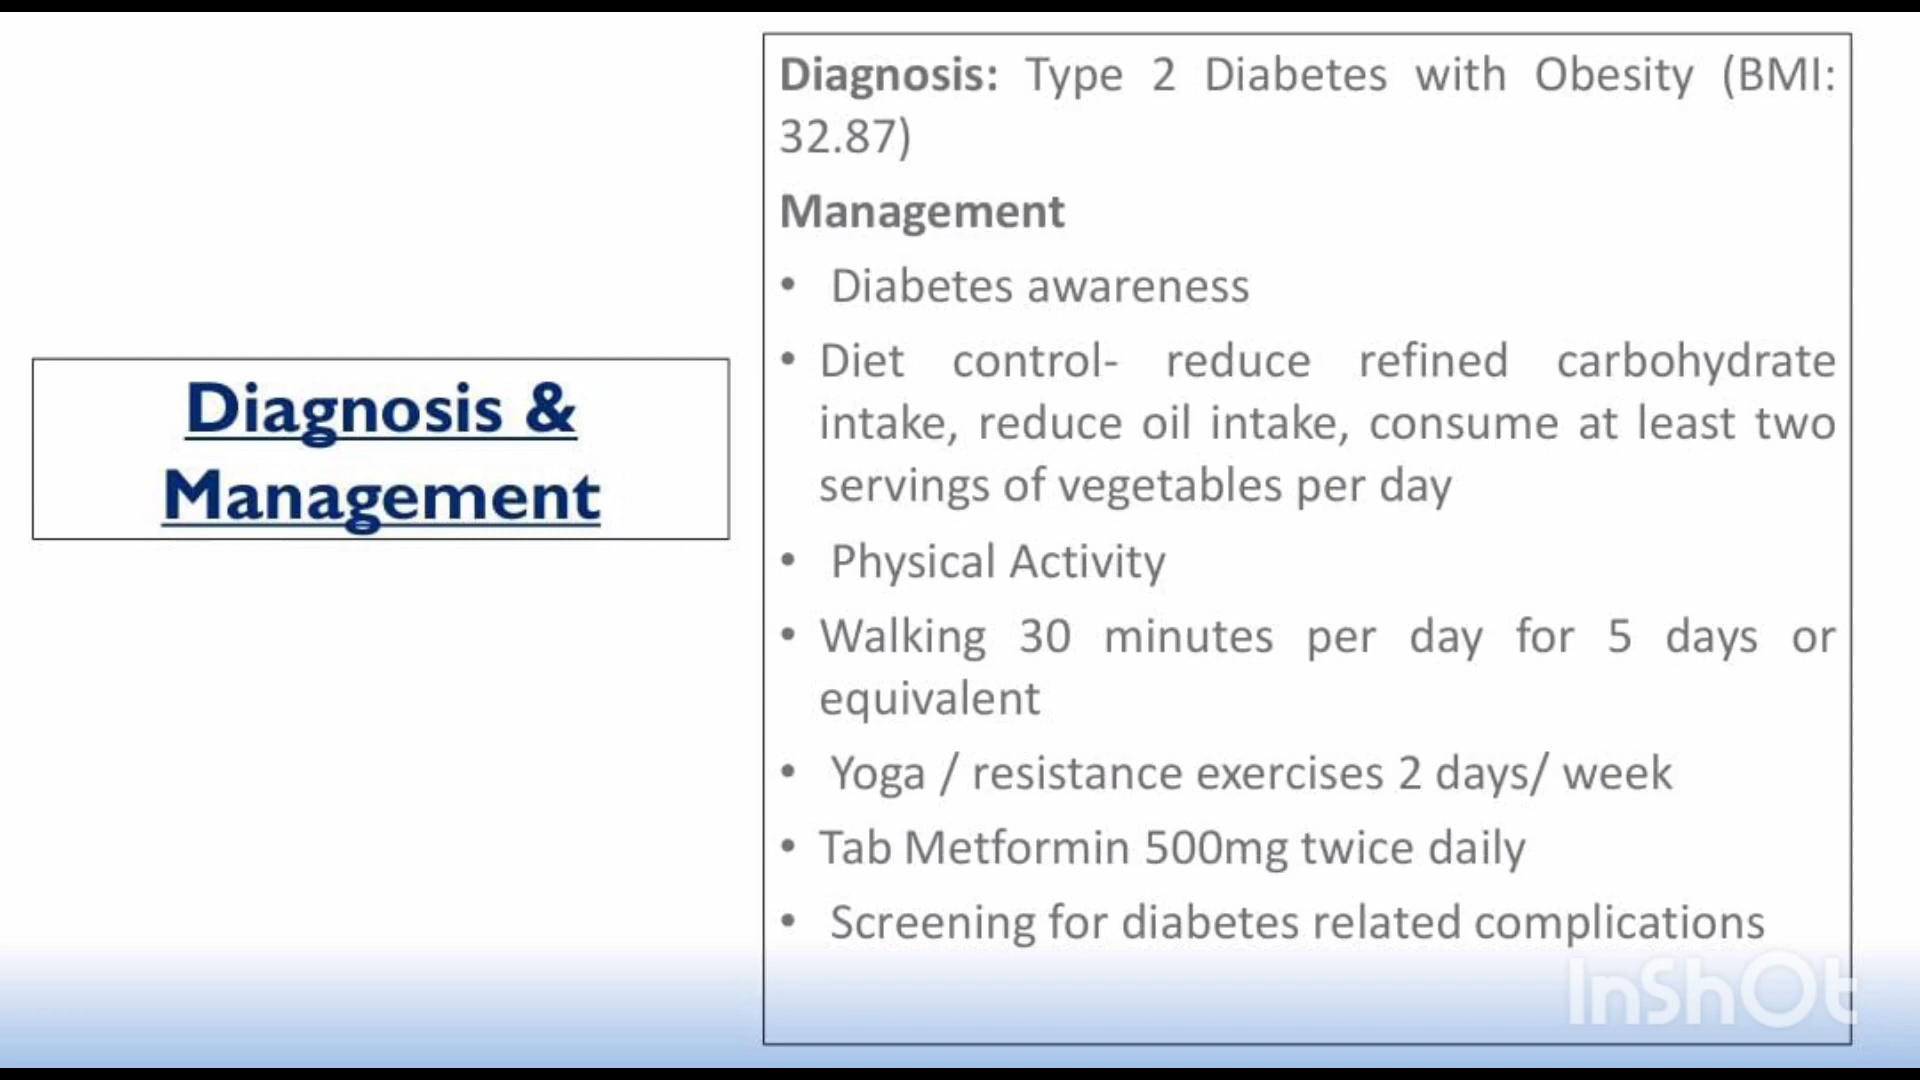 Diagnosis &
Management
Diagnosis: Type 2 Diabetes with Obesity (BMI:
32.87)
Management
• Diabetes awareness
• Diet control- reduce refined carbohydrate
intake, reduce oil intake, consume at least two
servings of vegetables per day
• Physical Activity
• Walking 30 minutes per day for 5 days or
equivalent
• Yoga / resistance exercises 2 days/ week
• Tab Metformin 500mg twice daily
• Screening for diabetes related complications
InShOt